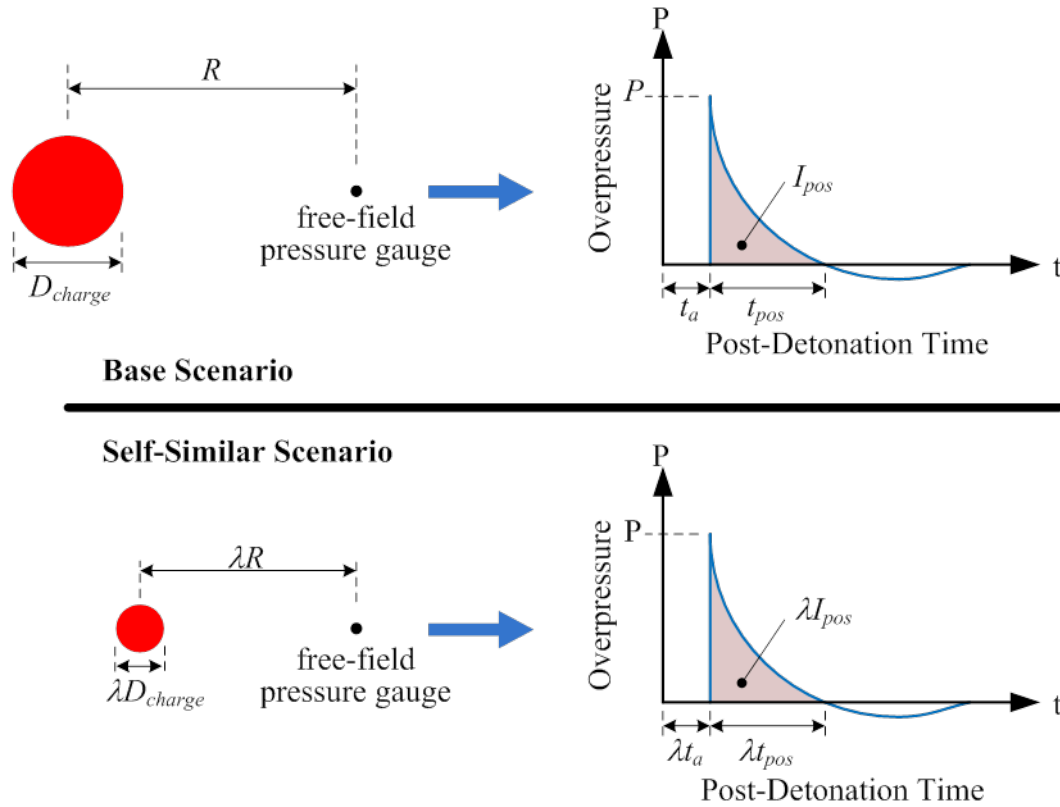 R
D_charge
free-field
pressure gauge
P
P
Overpressure
I_pos
t
t_a
t_pos
Post-Detonation Time
Base Scenario
Self-Similar Scenario
λR
λD_charge
free-field
pressure gauge
P
P
Overpressure
λI_pos
t
λt_a
λt_pos
Post-Detonation Time